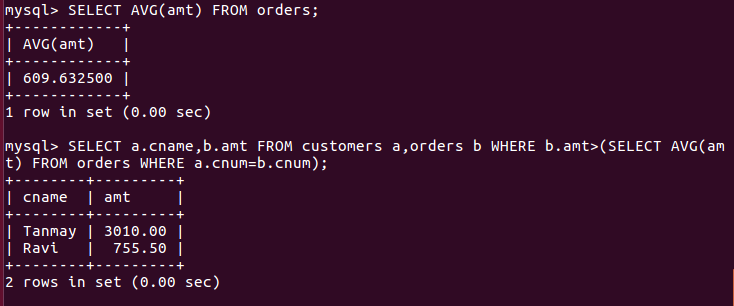 mysql> SELECT AVG(amt) FROM orders;
+------------+
| AVG(amt)   |
+------------+
| 609.632500 |
+------------+
1 row in set (0.00 sec)
mysql> SELECT a.cname,b.amt FROM customers a,orders b WHERE b.amt>(SELECT AVG(am
t) FROM orders WHERE a.cnum=b.cnum);
+--------+---------+
| cname  | amt     |
+--------+---------+
| Tanmay | 3010.00 |
| Ravi   |  755.50 |
+--------+---------+
2 rows in set (0.00 sec)